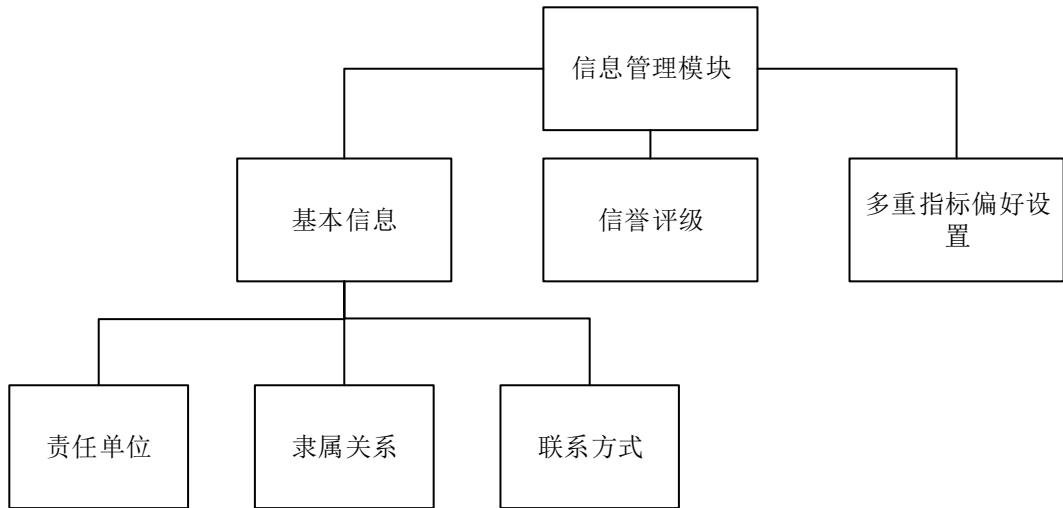 信息管理模块
基本信息
信誉评级
多重指标偏好设
置
责任单位
隶属关系
联系方式